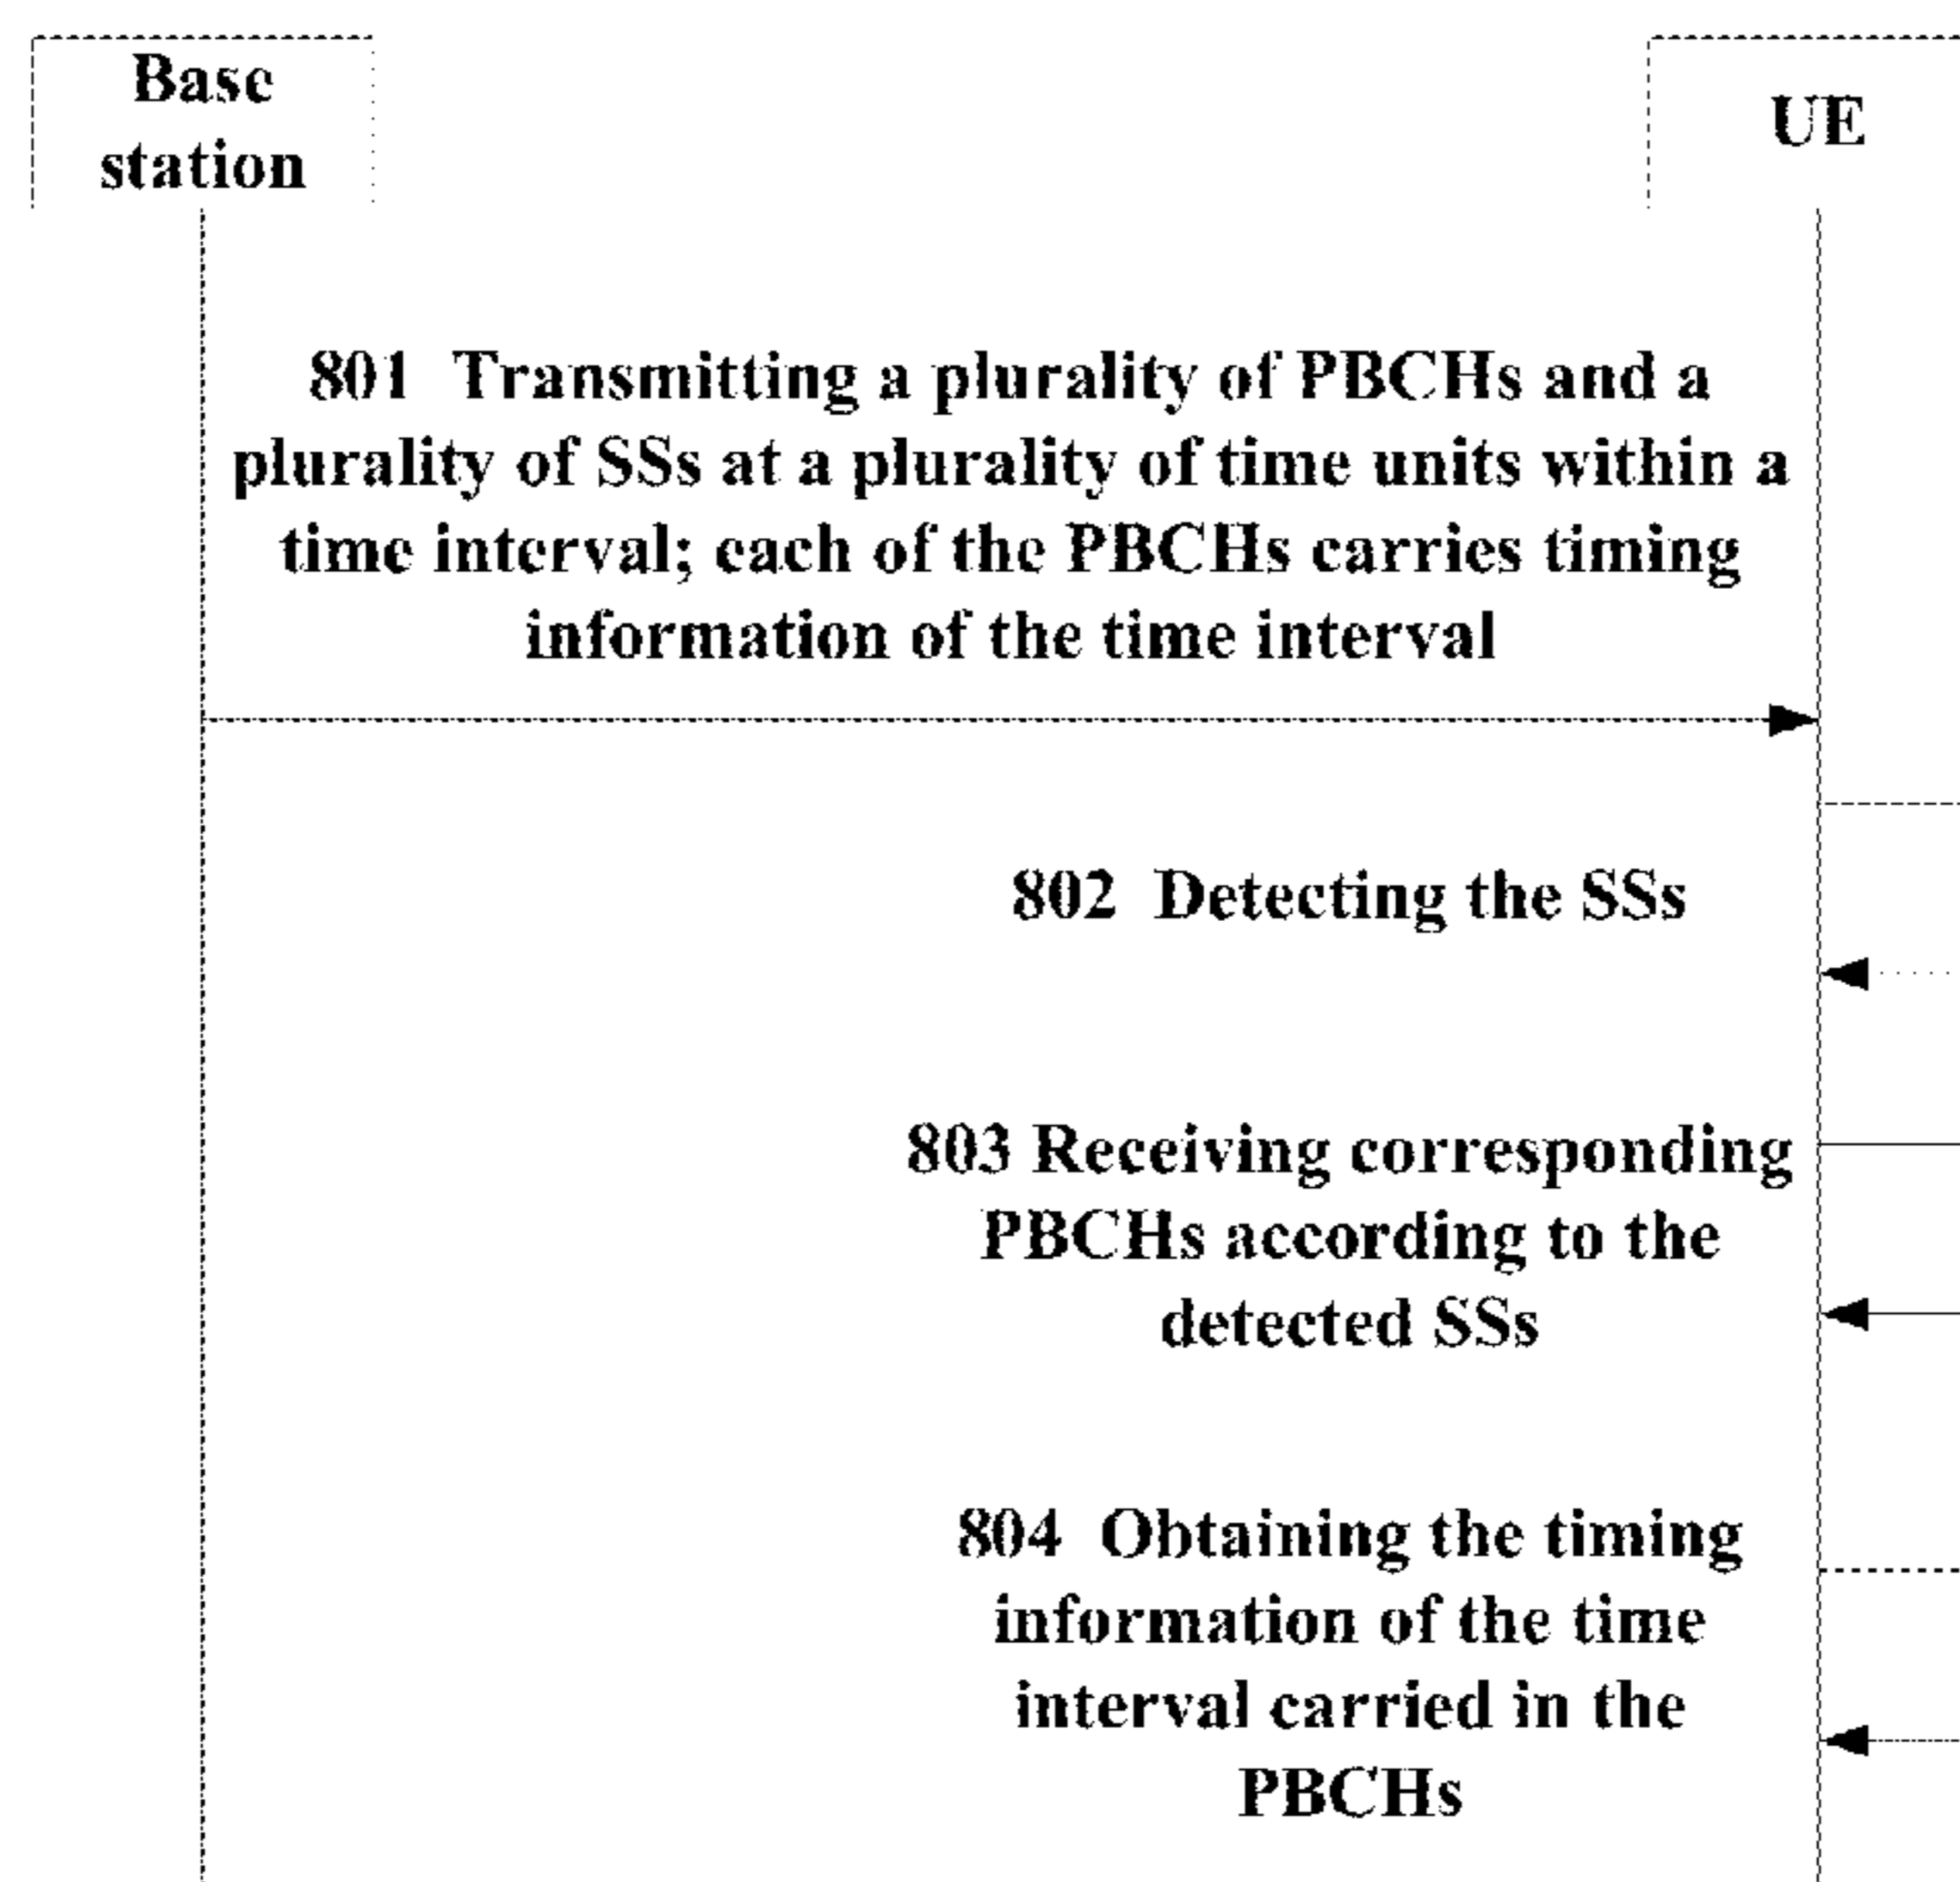 Base
station
UE
801 Transmitting a plurality of PBCHs and a
plurality of SSs at a plurality of time units within a
time interval; each of the PBCHs carries timing
information of the time interval
802 Detecting the SSs
803 Receiving corresponding
PBCHs according to the
detected SSs
804 Obtaining the timing
information of the time
interval carried in the
PBCHs